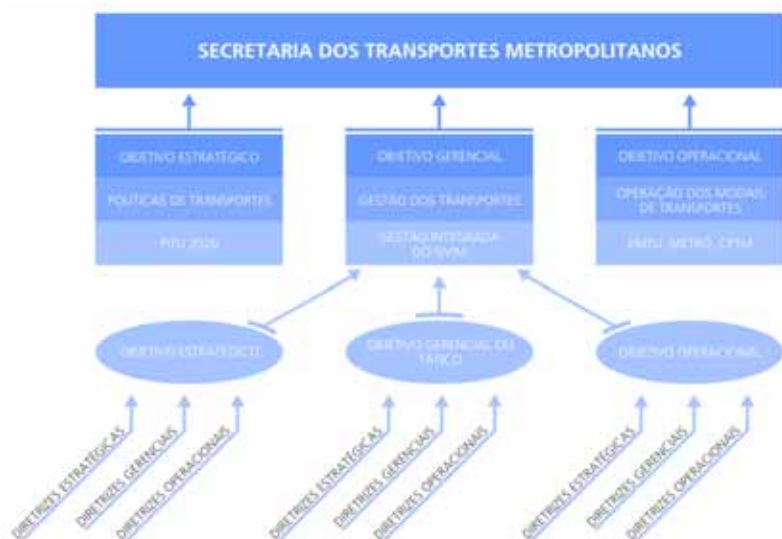 SECRETARIA DOS TRANSPORTES METROPOLITANOS
OBJETIVO ESTRATÉGICO
OBJETIVO GERENCIAL
OBJETIVO OPERACIONAL
POLÍTICAS DE TRANSPORTES
GESTÃO DOS TRANSPORTES
OPERAÇÃO DOS MODAIS
DE TRANSPORTES
PITU 2020
GESTÃO INTEGRADA
DO
EMTU, METRÔ, CPTM
OBJETIVO ESTRATÉGICO
OBJETIVO GERENCIAL OU
TÁTICO
OBJETIVO OPERACIONAL
DIRETRIZES ESTRATÉGICAS
DIRETRIZES GERENCIAIS
DIRETRIZES OPERACIONAIS
DIRETRIZES ESTRATÉGICAS
DIRETRIZES GERENCIAIS
DIRETRIZES OPERACIONAIS
DIRETRIZES ESTRATÉGICAS
DIRETRIZES GERENCIAIS
DIRETRIZES OPERACIONAIS